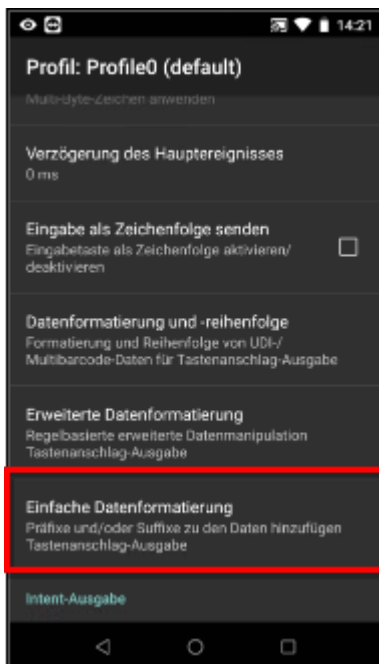 14:21
Profil: Profile0 (default)
Multi-Byte-Zeichen anwenden
Verzögerung des Hauptereignisses
0 ms
Eingabe als Zeichenfolge senden
Eingabetaste als Zeichenfolge aktivieren/
deaktivieren
Datenformatierung und -reihenfolge
Formatierung und Reihenfolge von UDI-/
Multibarcode-Daten für Tastenanschlag-Ausgabe
Erweiterte Datenformatierung
Regelbasierte erweiterte Datenmanipulation
Tastenanschlag-Ausgabe
Einfache Datenformatierung
Präfixe und/oder Suffixe zu den Daten hinzufügen
Tastenanschlag-Ausgabe
Intent-Ausgabe